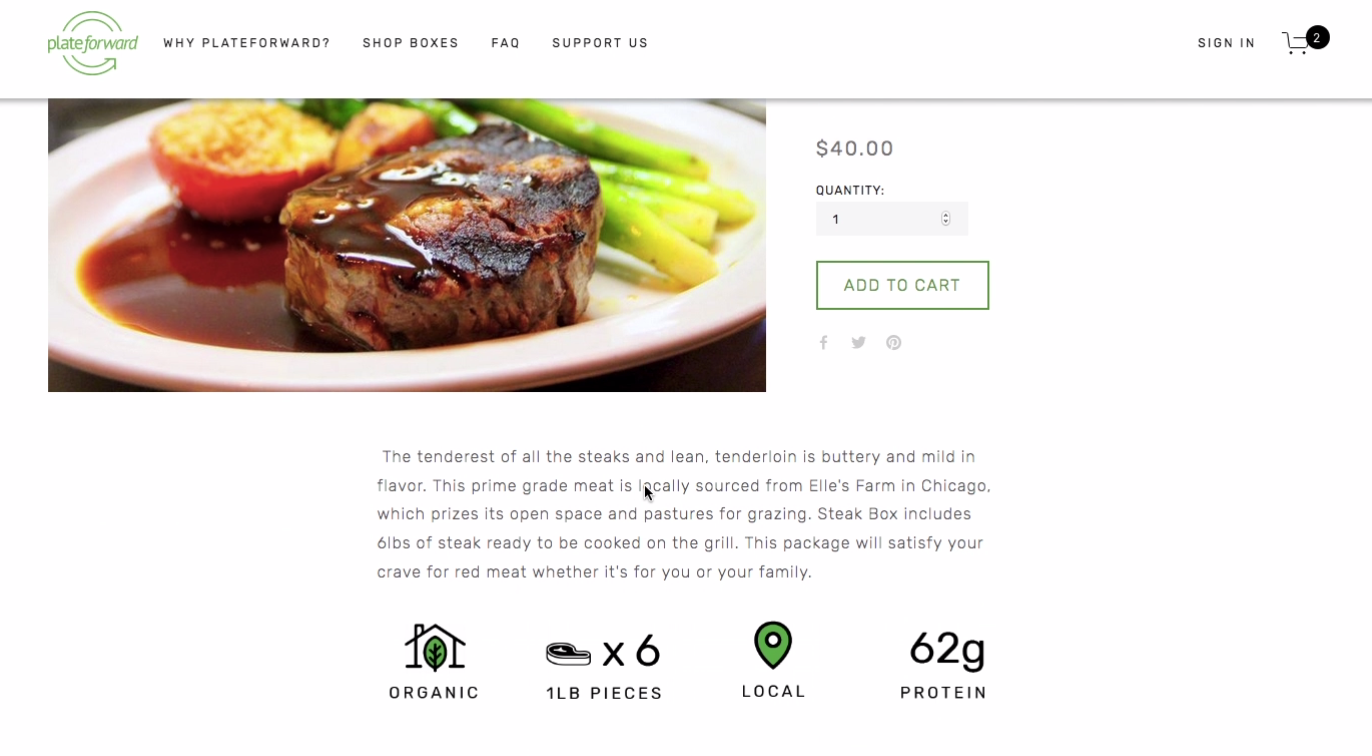 plateforward
WHY PLATEFORWARD?
SHOP BOXES
FAQ
SUPPORT US
SIGN IN
2
$40.00
QUANTITY:
1
ADD TO CART
The tenderest of all the steaks and lean, tenderloin is buttery and mild in
flavor. This prime grade meat is locally sourced from Elle's Farm in Chicago,
which prizes its open space and pastures for grazing. Steak Box includes
6lbs of steak ready to be cooked on the grill. This package will satisfy your
crave for red meat whether it's for you or your family.
x 6
62g
ORGANIC
1LB PIECES
LOCAL
PROTEIN